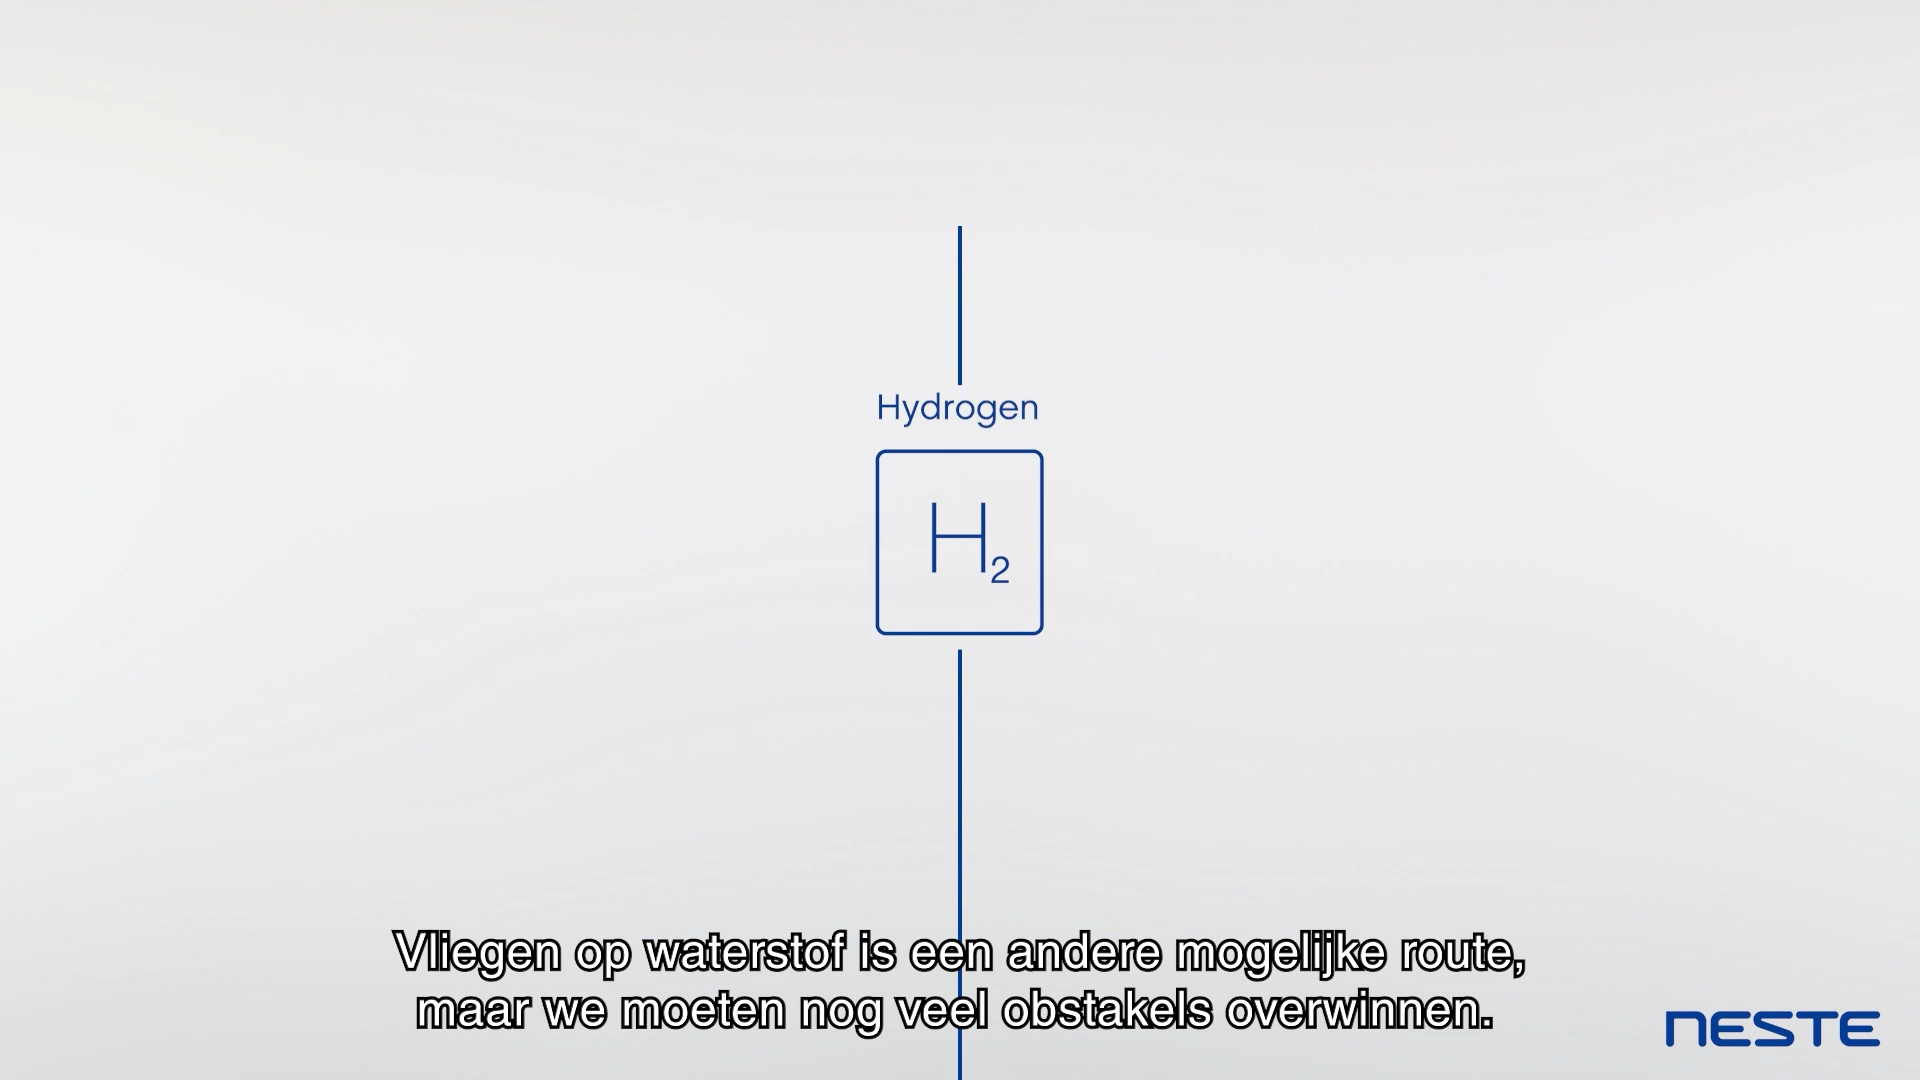 Hydrogen
H₂
Vliegen op waterstof is een andere mogelijke route,
maar we moeten nog veel obstakels overwinnen.
NESTE